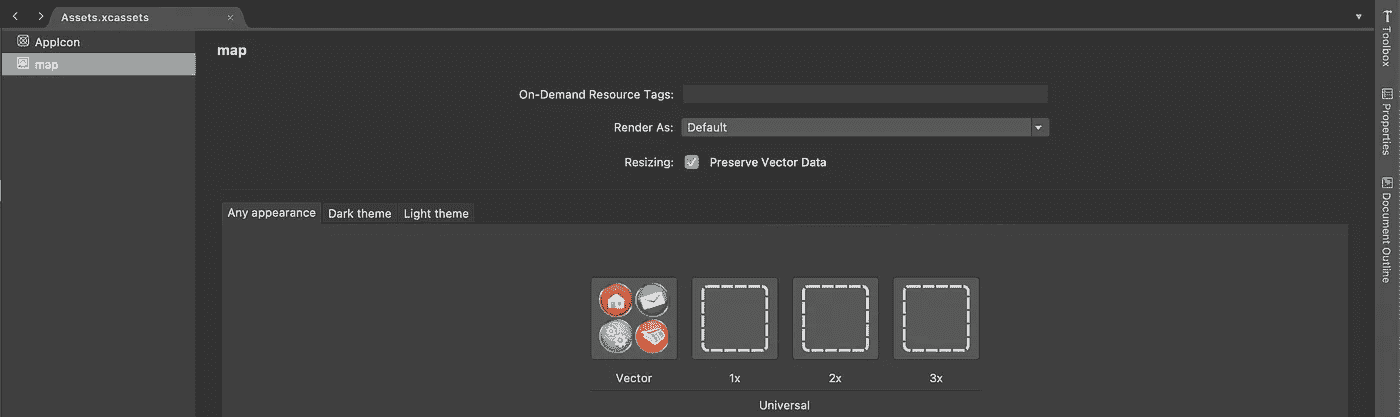 Assets.xcassets
AppIcon
map
map
On-Demand Resource Tags:
Render As: Default
Resizing: Preserve Vector Data
Any appearance Dark theme Light theme
Vector 1x 2x 3x
Universal
Toolbox
Properties
Document Outline